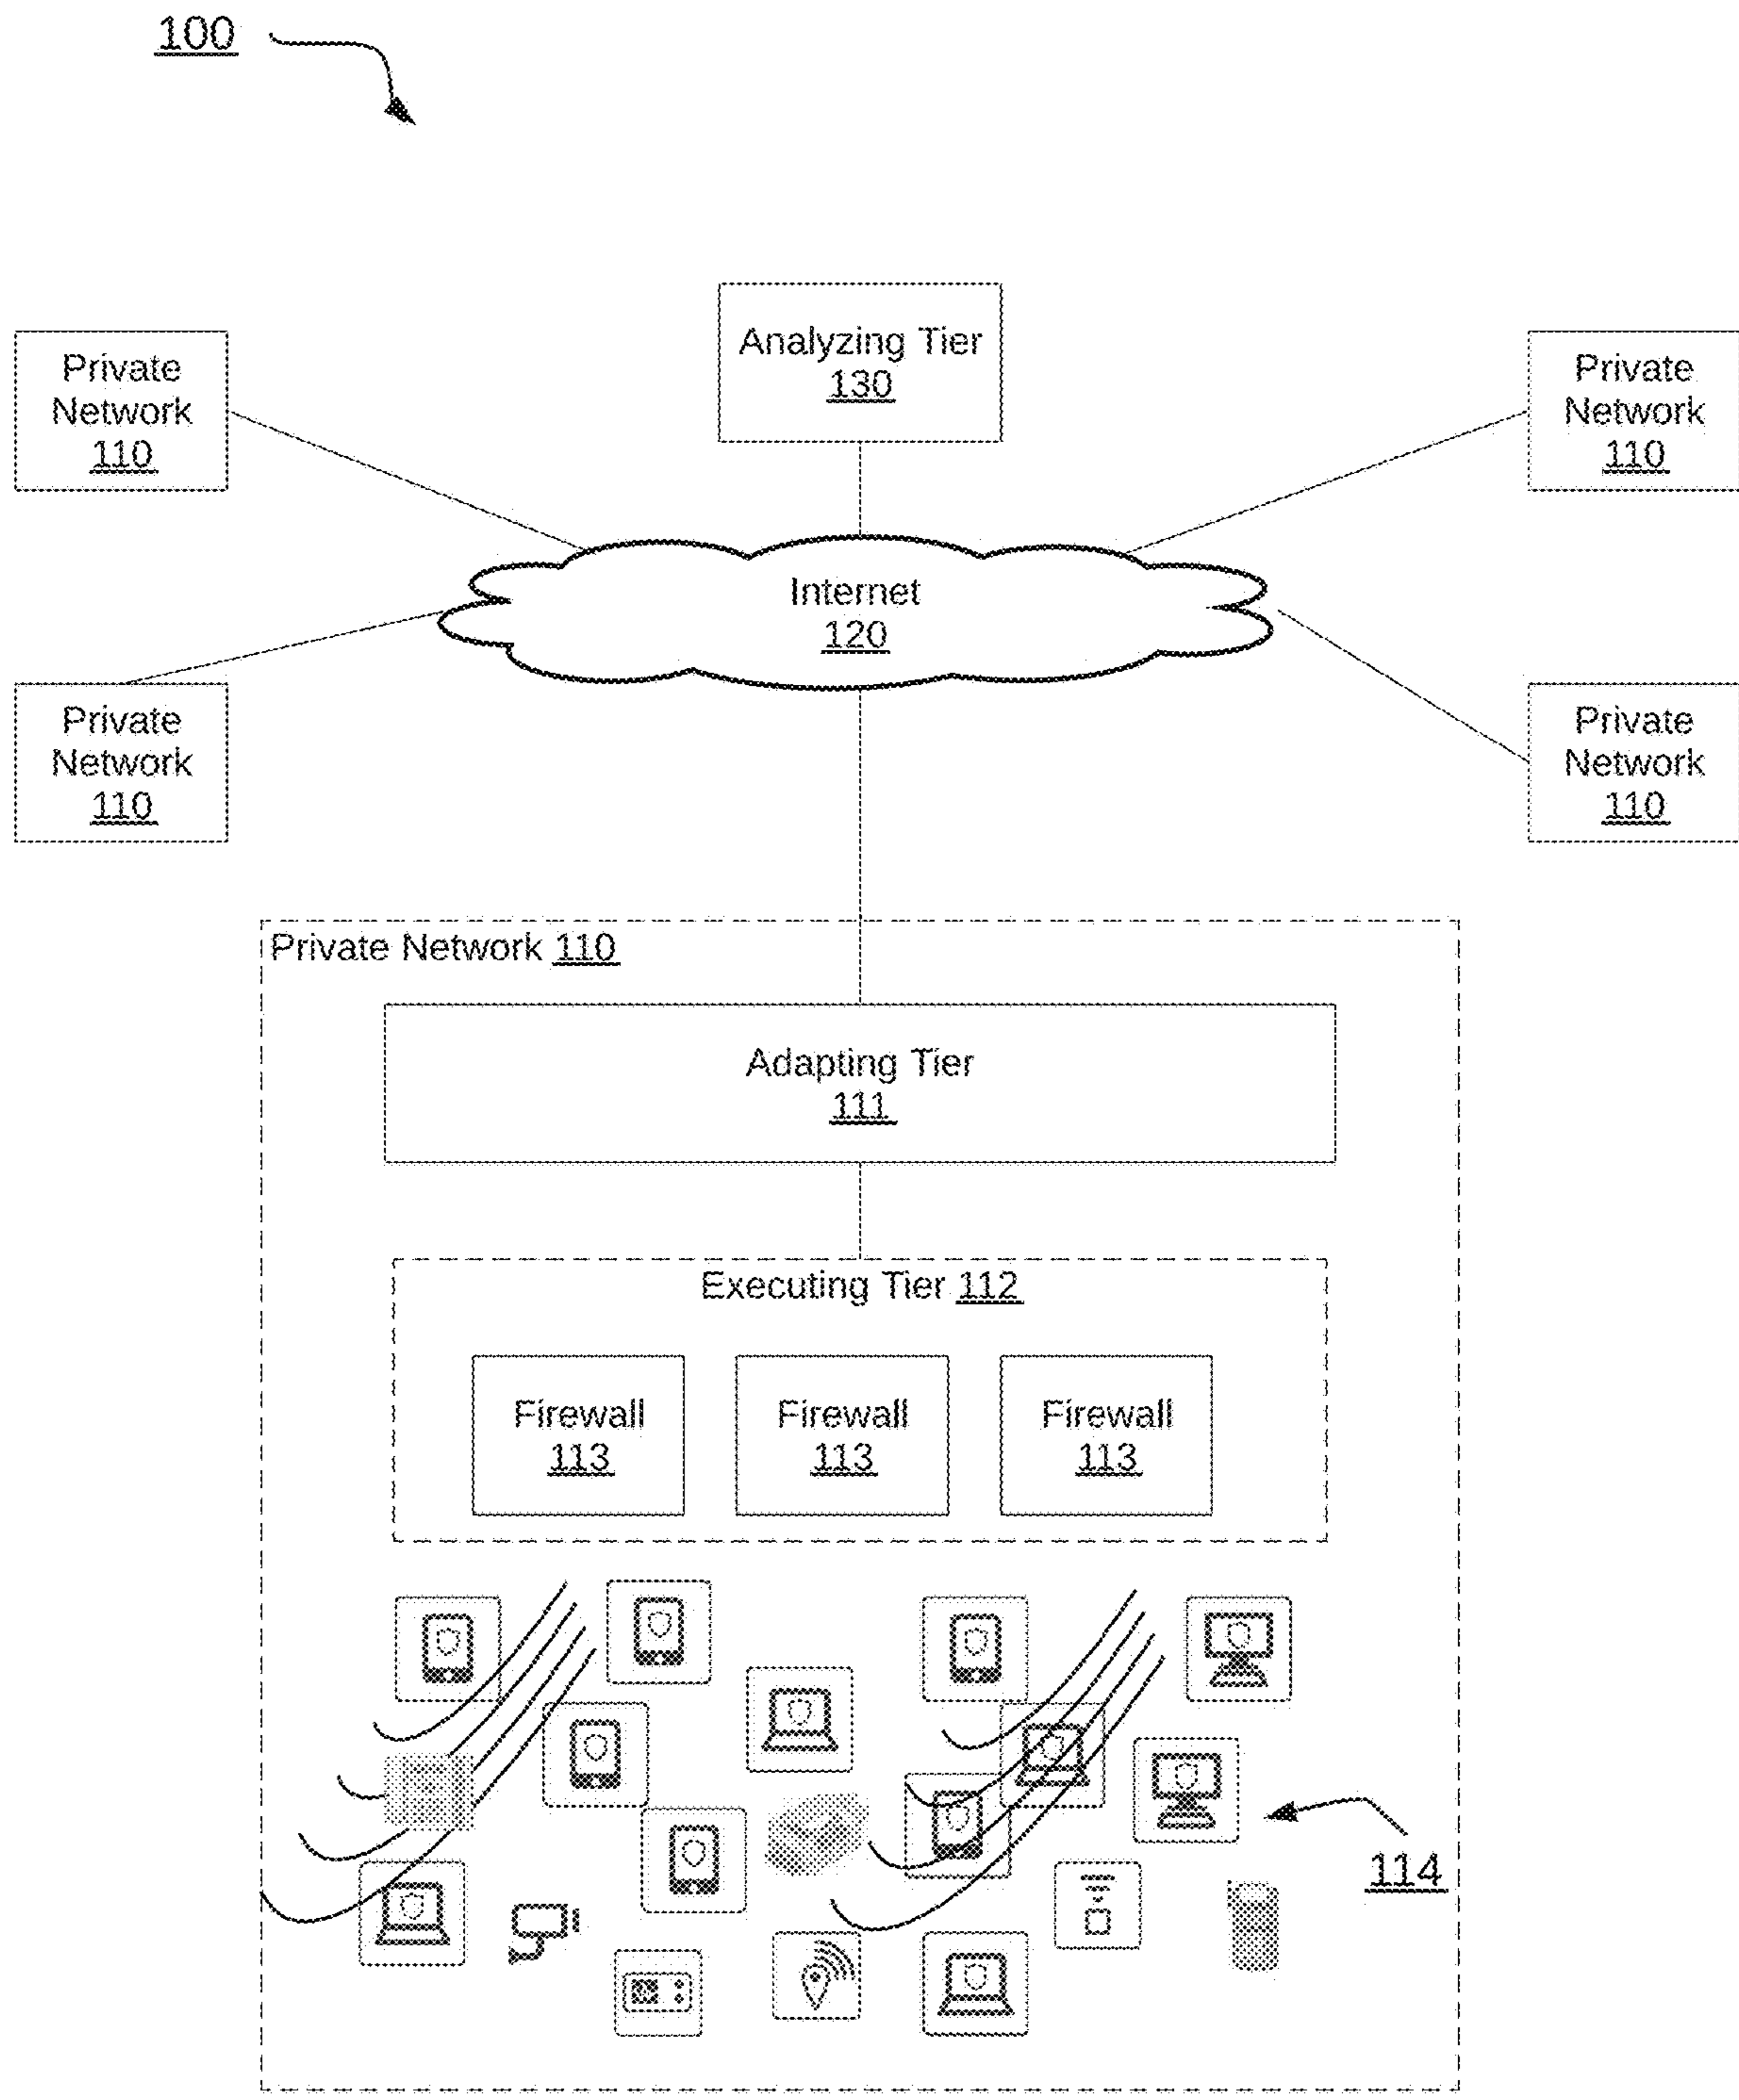 100
Analyzing Tier
130
Private
Network
110
Private
Network
110
Internet
120
Private
Network
110
Private
Network
110
Private Network 110
Adapting Tier
111
Executing Tier 112
Firewall
113
Firewall
113
Firewall
113
114